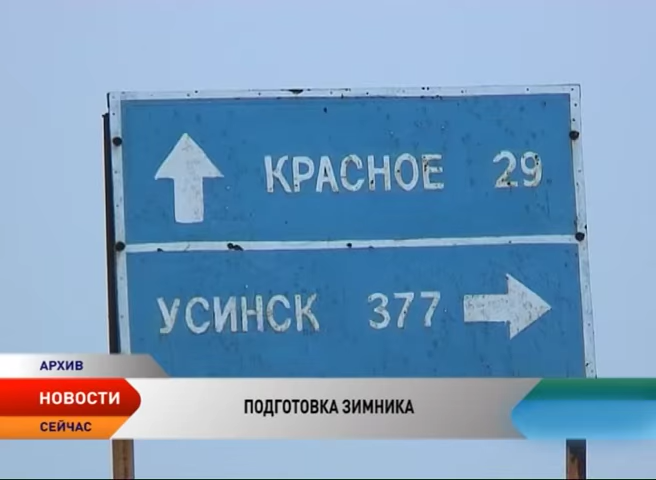 КРАСНОЕ 29
УСИНСК 377
АРХИВ
НОВОСТИ
ПОДГОТОВКА ЗИМНИКА
СЕЙЧАС